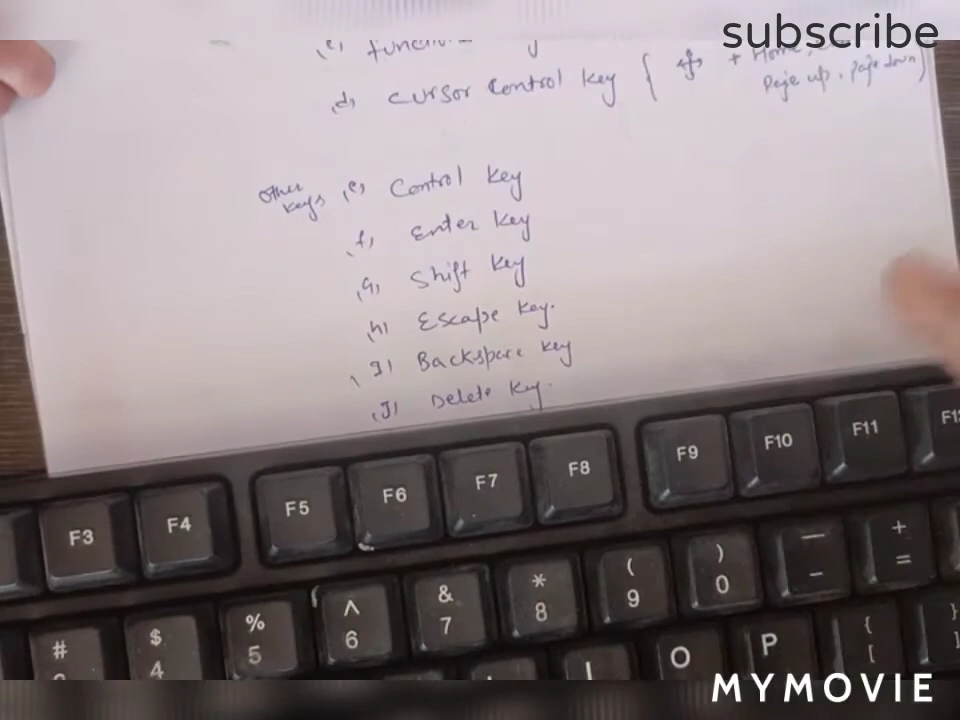 subscribe
(d) Cursor Control key { + Home,
Page up, Page down)
Other
keys (e) Control key
(f) Enter key
(g) Shift key
(h) Escape key.
(I) Backspace key
(J) Delete key.
F3 F4 F5 F6 F7 F8 F9 F10 F11
# $ % ^ & * ( ) — +
4 5 6 7 8 9 0 - =
O P { [ } ]
MYMOVIE